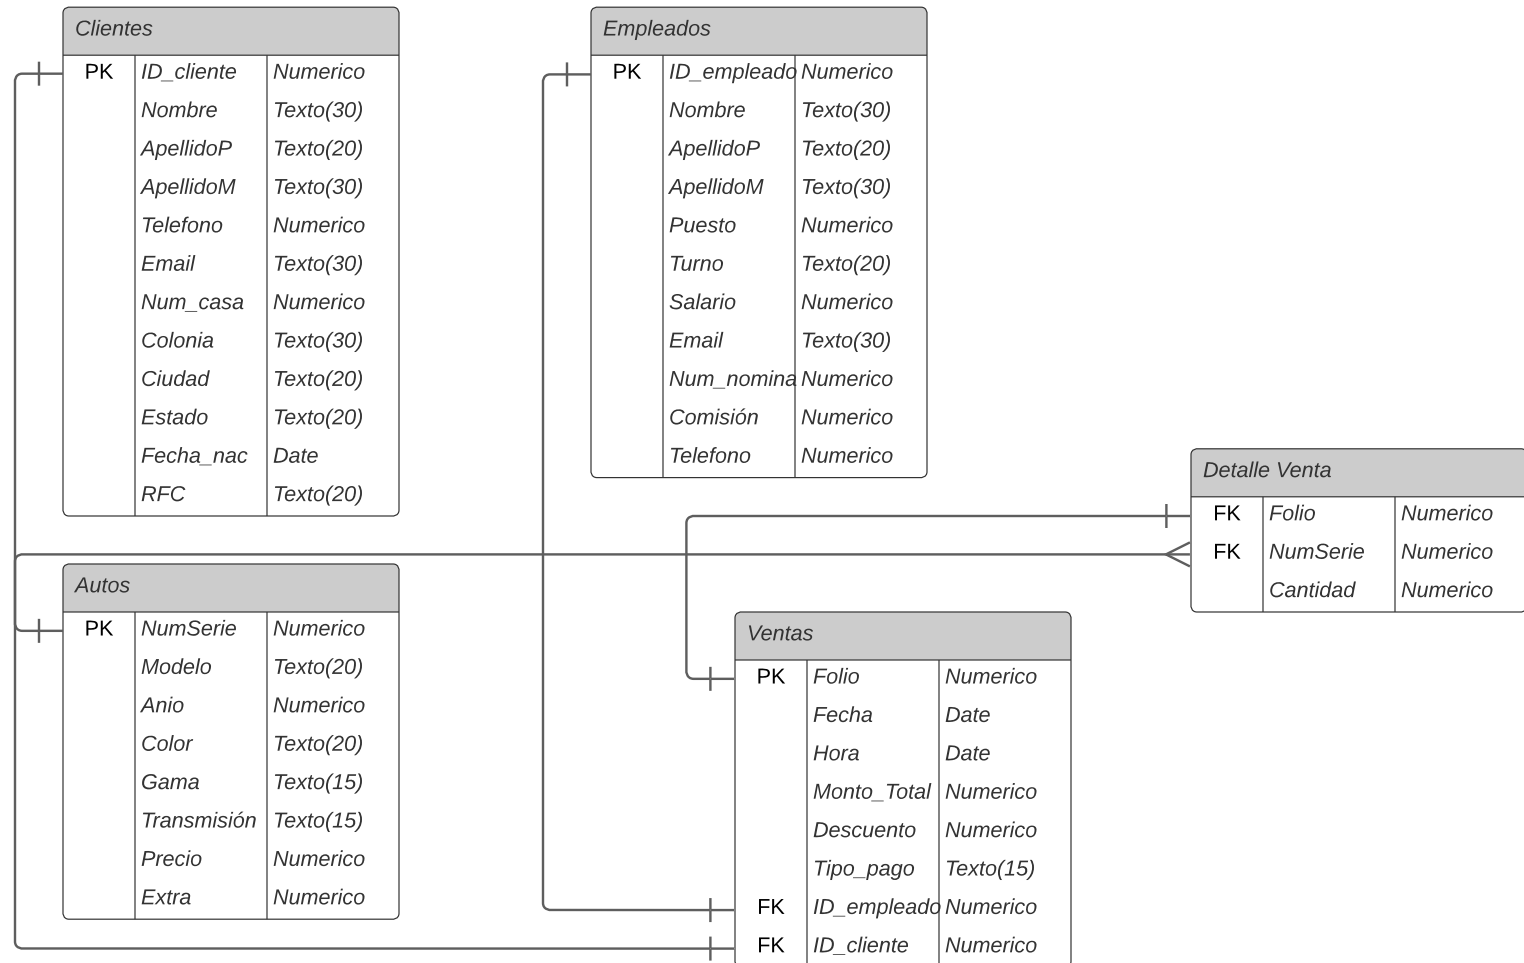 Clientes
PK ID_cliente Numerico
Nombre Texto(30)
ApellidoP Texto(20)
ApellidoM Texto(30)
Telefono Numerico
Email Texto(30)
Num_casa Numerico
Colonia Texto(30)
Ciudad Texto(20)
Estado Texto(20)
Fecha_nac Date
RFC Texto(20)
Empleados
PK ID_empleado Numerico
Nombre Texto(30)
ApellidoP Texto(20)
ApellidoM Texto(30)
Puesto Numerico
Turno Texto(20)
Salario Numerico
Email Texto(30)
Num_nomina Numerico
Comisión Numerico
Telefono Numerico
Detalle Venta
FK Folio Numerico
FK NumSerie Numerico
Cantidad Numerico
Autos
PK NumSerie Numerico
Modelo Texto(20)
Anio Numerico
Color Texto(20)
Gama Texto(15)
Transmisión Texto(15)
Precio Numerico
Extra Numerico
Ventas
PK Folio Numerico
Fecha Date
Hora Date
Monto_Total Numerico
Descuento Numerico
Tipo_pago Texto(15)
FK ID_empleado Numerico
FK ID_cliente Numerico